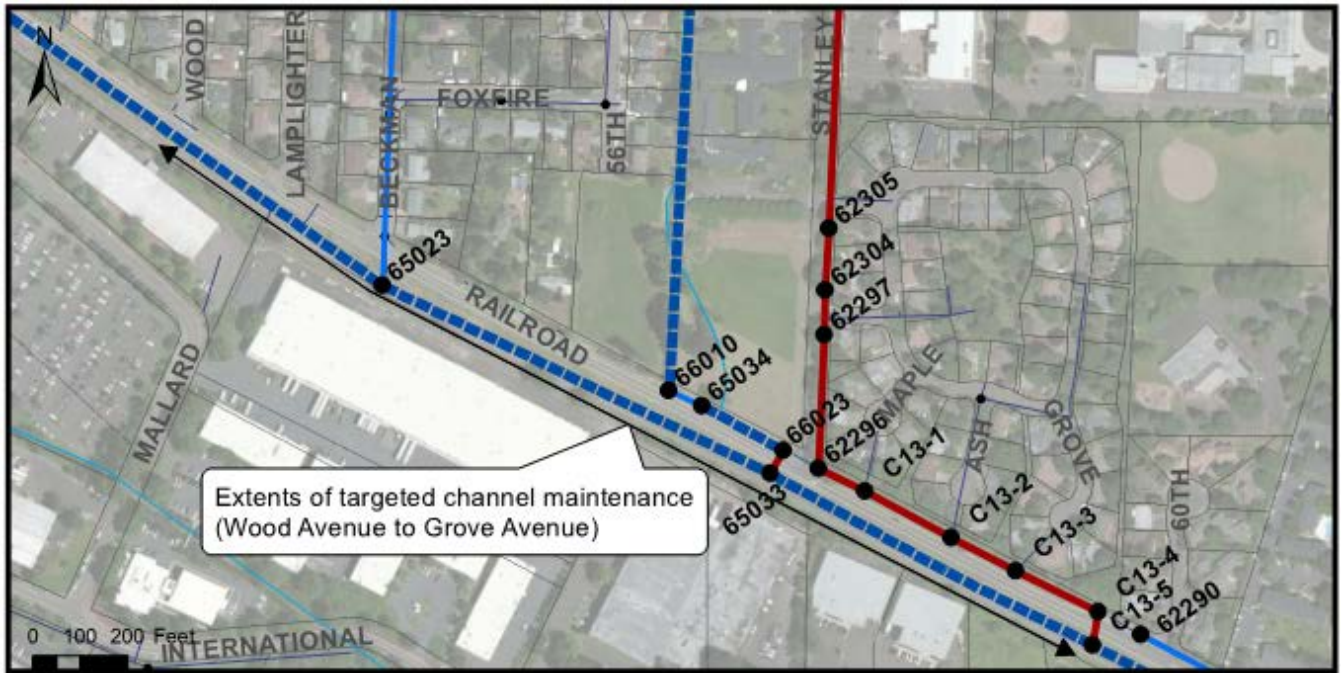 N
WOOD
LAMPLIGHTER
BECKMAN
FOXFIRE
56TH
STANLEY
62305
62304
62297
65023
RAILROAD
66010
65034
66023
62296
MAPLE
C13-1
ASH
GROVE
C13-2
C13-3
60TH
C13-4
C13-5
62290
MALLARD
65033
Extents of targeted channel maintenance
(Wood Avenue to Grove Avenue)
0 100 200 Feet
INTERNATIONAL